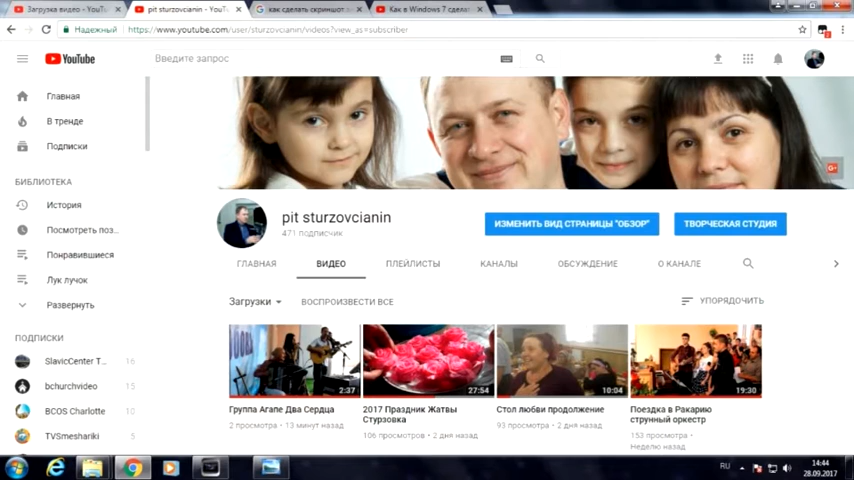 Загрузка видео - YouTu
pit sturzovcianin - YouT
как сделать скриншот
Как в Windows 7 сдела
Надежный
https://www.youtube.com/user/sturzovcianin/videos?view_as=subscriber
YouTube
Введите запрос
Главная
В тренде
Подписки
БИБЛИОТЕКА
История
Посмотреть поз...
Понравившиеся
Лук лучок
Развернуть
ПОДПИСКИ
SlavicCenter T... 16
bchurchvideo 1
BCOS Charlotte 10
TVSmeshariki 5
pit sturzovcianin
471 подписчик
ИЗМЕНИТЬ ВИД СТРАНИЦЫ "ОБЗОР"
ТВОРЧЕСКАЯ СТУДИЯ
ГЛАВНАЯ
ВИДЕО
ПЛЕЙЛИСТЫ
КАНАЛЫ
ОБСУЖДЕНИЕ
О КАНАЛЕ
Загрузки
ВОСПРОИЗВЕСТИ ВСЕ
УПОРЯДОЧИТЬ
2:37
Группа Агапе Два Сердца
2 просмотра • 13 минут назад
27:54
2017 Праздник Жатвы
Стурзовка
106 просмотров • 2 дня назад
10:04
Стол любви продолжение
93 просмотра • 2 дня назад
19:30
Поездка в Ракарию
струнный оркестр
153 просмотра •
Неделю назад
RU
14:44
28.09.2017